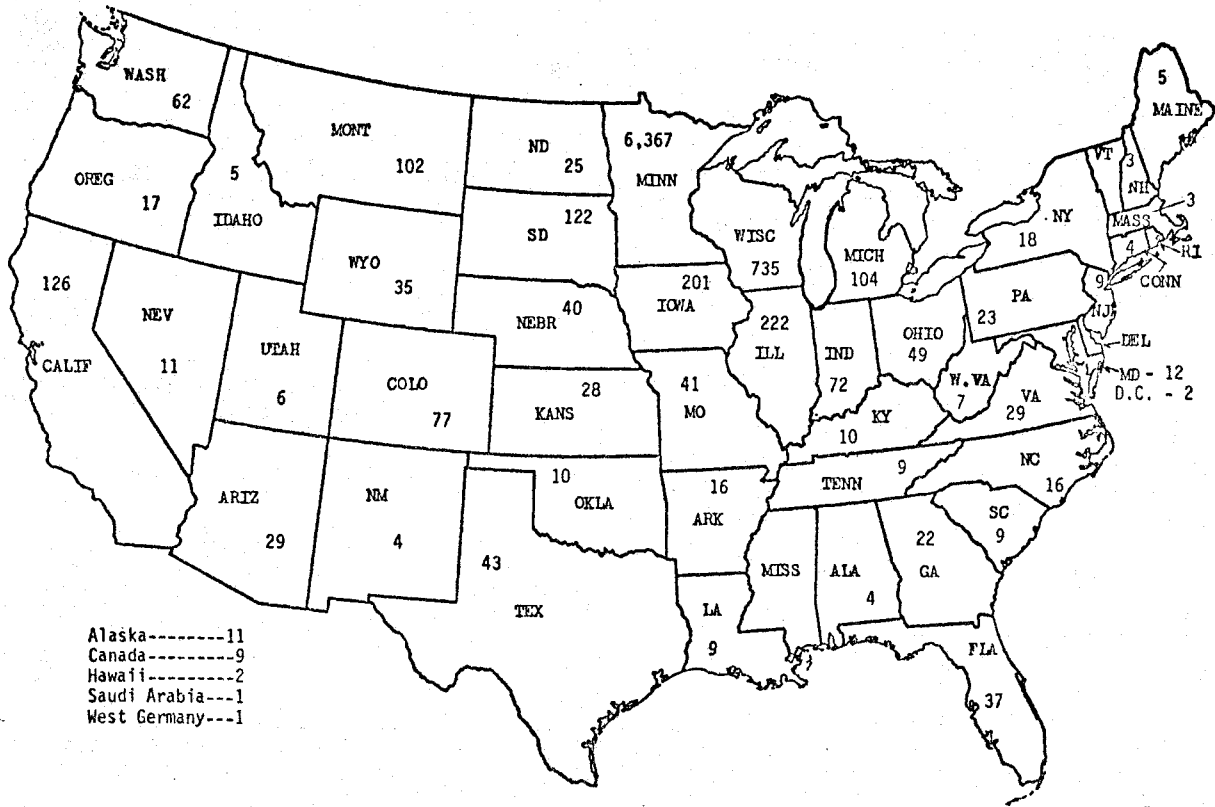 WASH
62
OREG
17
5
IDAHO
MONT
102
WYO
35
126
CALIF
NEV
11
UTAH
6
COLO
77
ARIZ
29
NM
4
ND
25
122
SD
40
NEBR
28
KANS
10
OKLA
43
TEX
6,367
MINN
201
IOWA
41
MO
16
ARK
LA
9
WISC
735
222
ILL
MICH
104
IND
72
OHIO
49
KY
10
9
TENN
MISS
ALA
4
22
GA
FLA
37
SC
9
NC
16
VA
29
W.VA
7
PA
23
NY
18
VT
3
NH
5
MAINE
MASS
3
4
RI
CONN
9
NJ
DEL
MD - 12
D.C. - 2
Alaska--------11
Canada---------9
Hawaii---------2
Saudi Arabia---1
West Germany---1